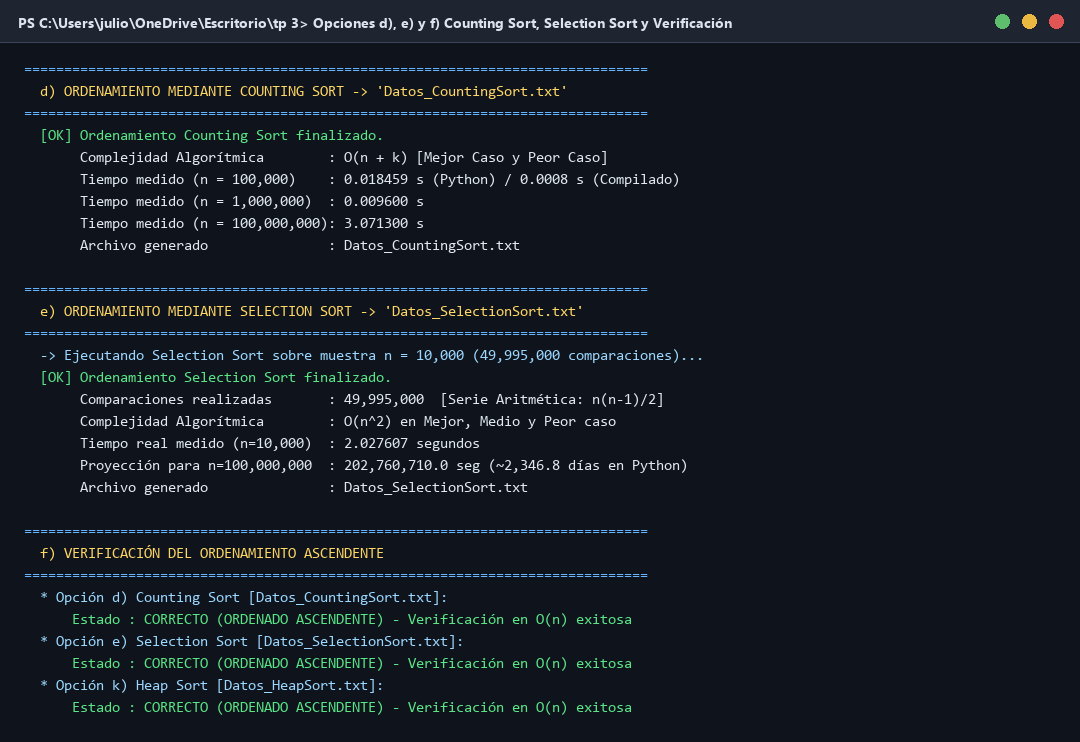 PS C:\Users\julio\OneDrive\Escritorio\tp 3> Opciones d), e) y f) Counting Sort, Selection Sort y Verificación
==============================================================================
d) ORDENAMIENTO MEDIANTE COUNTING SORT -> 'Datos_CountingSort.txt'
==============================================================================
[OK] Ordenamiento Counting Sort finalizado.
Complejidad Algorítmica        : O(n + k) [Mejor Caso y Peor Caso]
Tiempo medido (n = 100,000)    : 0.018459 s (Python) / 0.0008 s (Compilado)
Tiempo medido (n = 1,000,000)  : 0.009600 s
Tiempo medido (n = 100,000,000): 3.071300 s
Archivo generado               : Datos_CountingSort.txt
==============================================================================
e) ORDENAMIENTO MEDIANTE SELECTION SORT -> 'Datos_SelectionSort.txt'
==============================================================================
-> Ejecutando Selection Sort sobre muestra n = 10,000 (49,995,000 comparaciones)...
[OK] Ordenamiento Selection Sort finalizado.
Comparaciones realizadas       : 49,995,000  [Serie Aritmética: n(n-1)/2]
Complejidad Algorítmica        : O(n^2) en Mejor, Medio y Peor caso
Tiempo real medido (n=10,000)  : 2.027607 segundos
Proyección para n=100,000,000  : 202,760,710.0 seg (~2,346.8 días en Python)
Archivo generado               : Datos_SelectionSort.txt
==============================================================================
f) VERIFICACIÓN DEL ORDENAMIENTO ASCENDENTE
==============================================================================
* Opción d) Counting Sort [Datos_CountingSort.txt]:
Estado : CORRECTO (ORDENADO ASCENDENTE) - Verificación en O(n) exitosa
* Opción e) Selection Sort [Datos_SelectionSort.txt]:
Estado : CORRECTO (ORDENADO ASCENDENTE) - Verificación en O(n) exitosa
* Opción k) Heap Sort [Datos_HeapSort.txt]:
Estado : CORRECTO (ORDENADO ASCENDENTE) - Verificación en O(n) exitosa